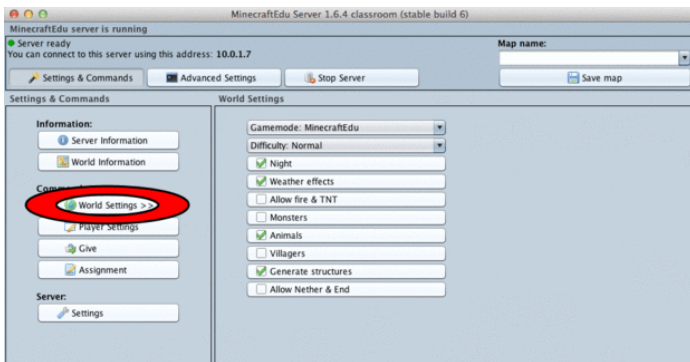 MinecraftEdu Server 1.6.4 classroom (stable build 6)
MinecraftEdu server is running
Server ready
You can connect to this server using this address: 10.0.1.7
Map name:
Settings & Commands
Advanced Settings
Stop Server
Save map
Settings & Commands
Information:
Server Information
World Information
World Settings >>
Player Settings
Give
Assignment
Server:
Settings
World Settings
Gamemode: MinecraftEdu
Difficulty: Normal
Night
Weather effects
Allow fire & TNT
Monsters
Animals
Villagers
Generate structures
Allow Nether & End